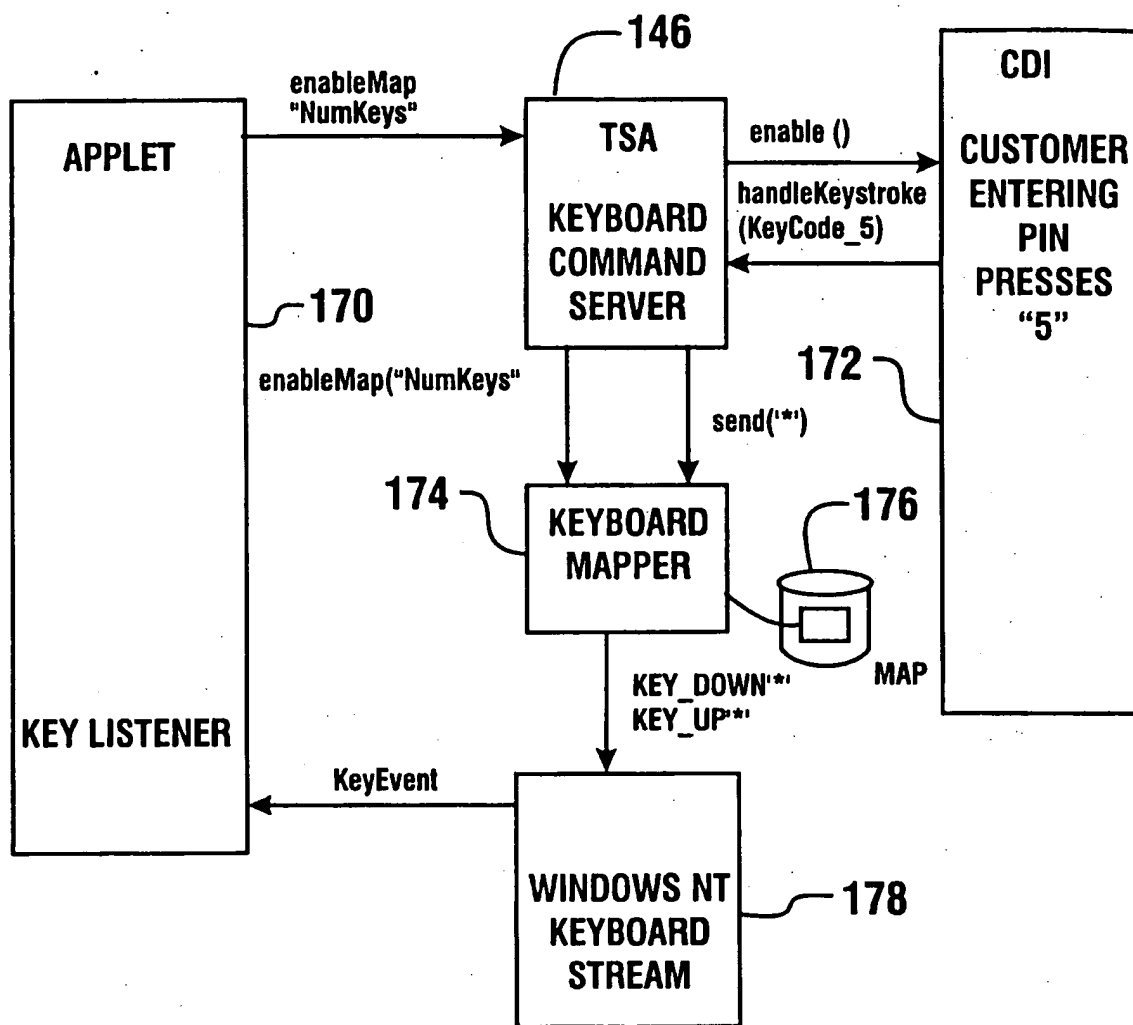 146
enableMap
"NumKeys"
APPLET
170
KEY LISTENER
TSA
KEYBOARD
COMMAND
SERVER
enable ()
handleKeystroke
(KeyCode_5)
CDI
CUSTOMER
ENTERING
PIN
PRESSES
“5”
172
enableMap("NumKeys"
send('*')
174
KEYBOARD
MAPPER
176
MAP
KEY_DOWN'*'
KEY_UP'*'
KeyEvent
WINDOWS NT
KEYBOARD
STREAM
178